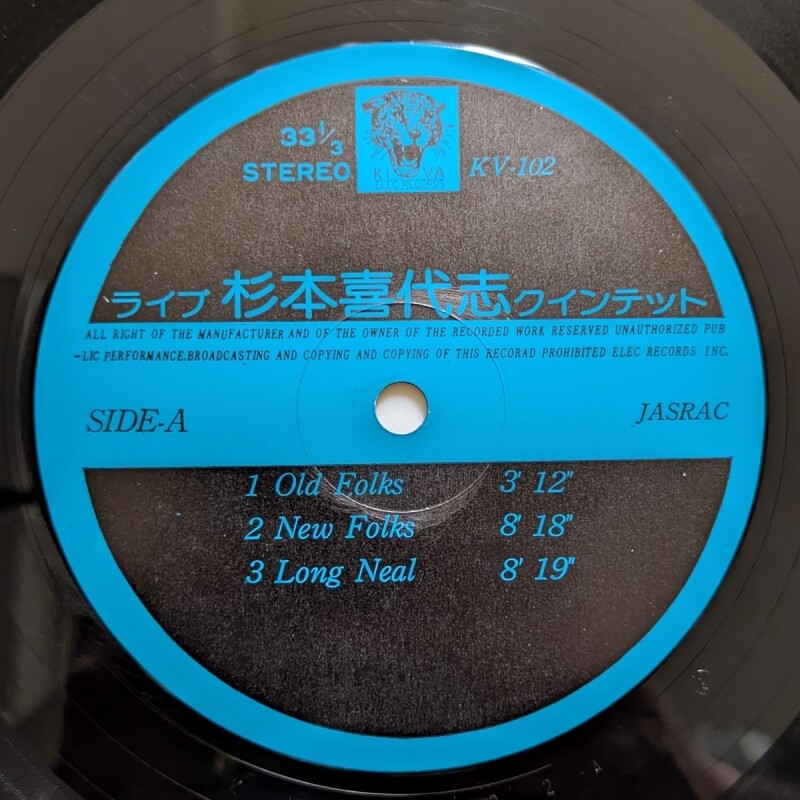 33 1/3
STEREO
KIVA
ELEC RECORDS
KV-102
ライブ 杉本喜代志クインテット
ALL RIGHT OF THE MANUFACTURER AND OF THE OWNER OF THE RECORDED WORK RESERVED UNAUTHORIZED PUB
-LIC PERFORMANCE.BROADCASTING AND COPYING AND COPYING OF THIS RECORAD PROHIBITED ELEC RECORDS INC.
SIDE-A
JASRAC
1 Old Folks 3' 12"
2 New Folks 8' 18"
3 Long Neal 8' 19"